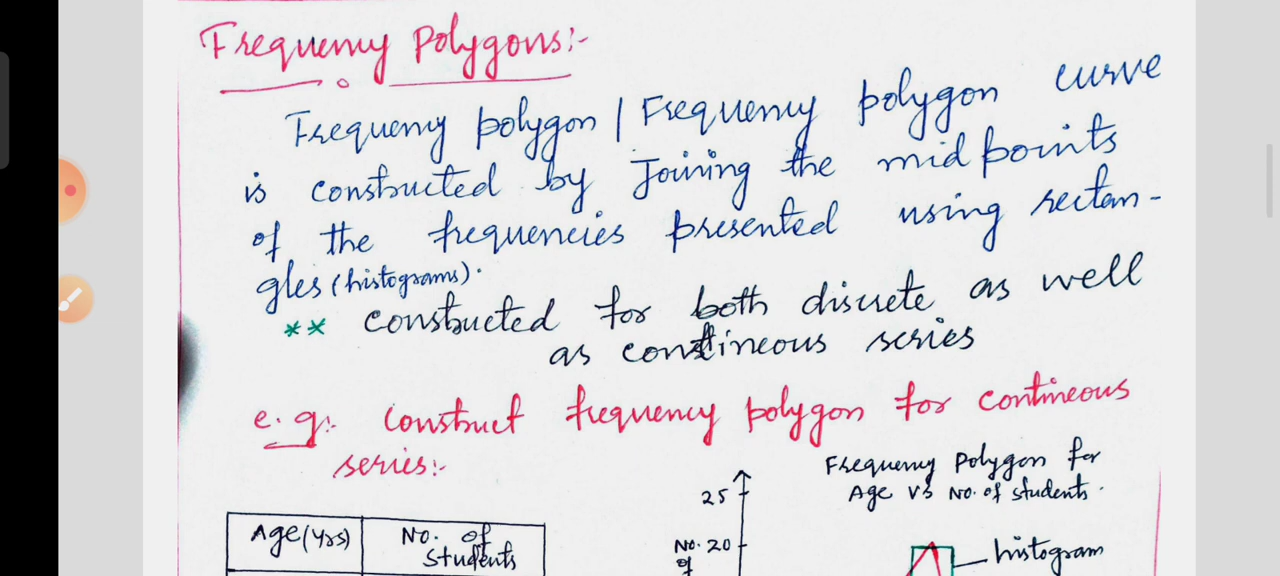 Frequency Polygons:-
Frequency polygon / Frequency polygon curve
is constructed by Joining the mid points
of the frequencies presented using rectan-
gles (histograms).
** constructed for both discrete as well
as contineous series
e.g:- construct frequency polygon for contineous
series:-
Frequency Polygon for
Age vs No. of students.
25
Age (Yrs) No. of
Students
No. 20
of
histogram